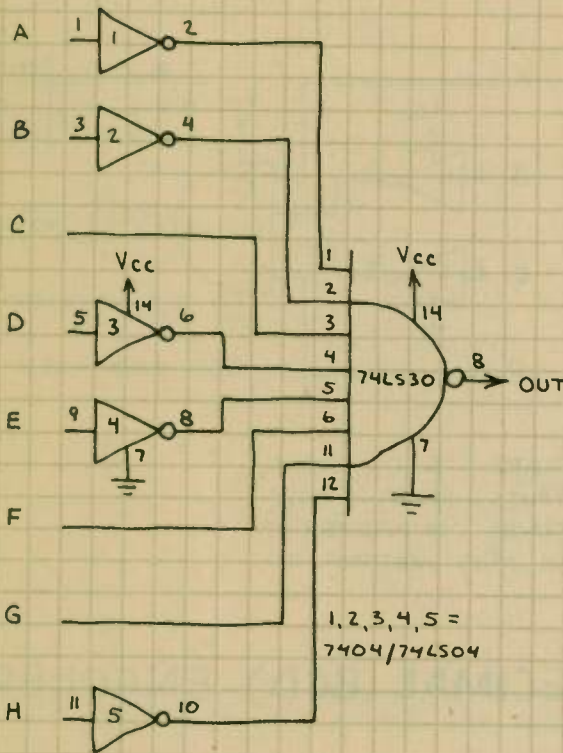 A 1 1 2
B 3 2 4
C
Vcc
14
D 5 3 6
E 9 4 8
7
F
G
H 11 5 10
1
2
3
4
5
6
11
12
Vcc
14
74LS30
8 OUT
7
1, 2, 3, 4, 5 =
7404/74LS04